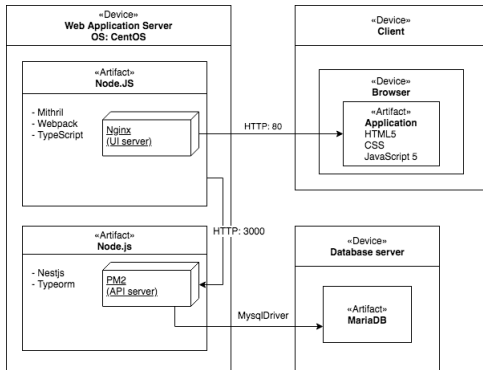 «Device»
Web Application Server
OS: CentOS
«Artifact»
Node.JS
- Mithril
- Webpack
- TypeScript
Nginx
(UI server)
HTTP: 80
«Device»
Client
«Device»
Browser
«Artifact»
Application
HTML5
CSS
JavaScript 5
HTTP: 3000
«Artifact»
Node.js
- Nestjs
- Typeorm
PM2
(API server)
MysqlDriver
«Device»
Database server
«Artifact»
MariaDB